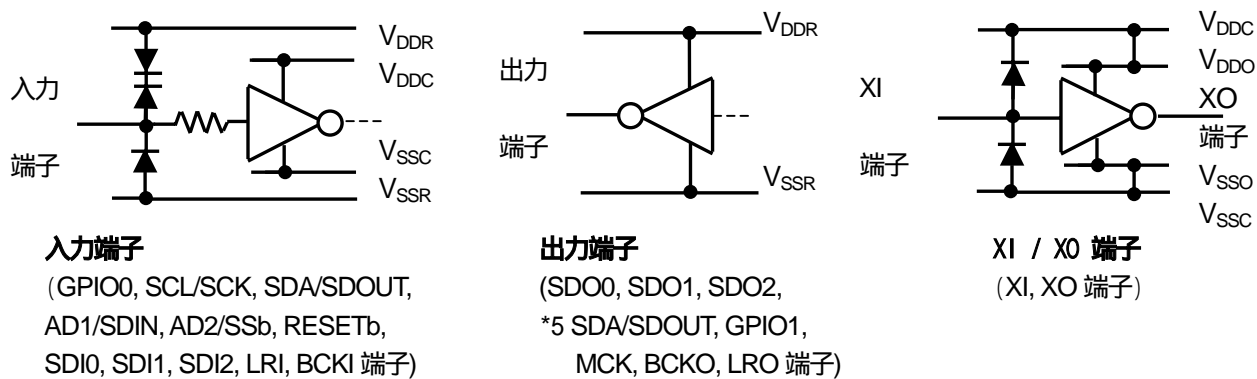 入力
端子
VDDR
VDDC
VSSC
VSSR
入力端子
(GPIO0, SCL/SCK, SDA/SDOUT,
AD1/SDIN, AD2/SSb, RESETb,
SDI0, SDI1, SDI2, LRI, BCKI 端子)
出力
端子
VDDR
VSSR
出力端子
(SDO0, SDO1, SDO2,
*5 SDA/SDOUT, GPIO1,
MCK, BCKO, LRO 端子)
XI
端子
VDDC
VDDO
XO
端子
VSSO
VSSC
XI / XO 端子
(XI, XO 端子)